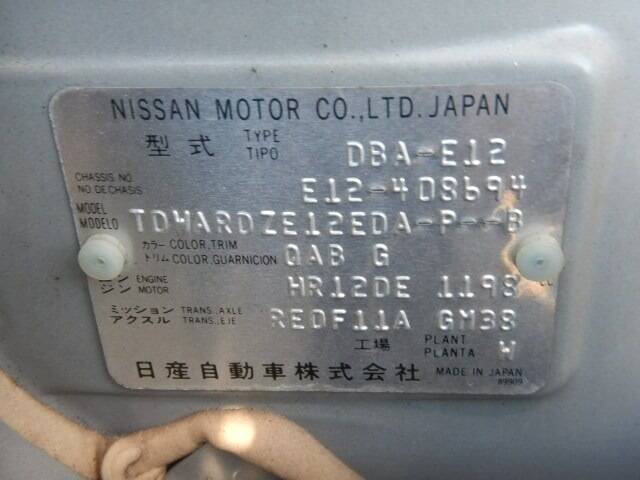 NISSAN MOTOR CO.,LTD. JAPAN
型式 TYPE TIPO DBA-E12
CHASSIS NO. NO DE CHASIS E12-408694
MODEL MODELO TDWARDZE12EDA-P--B
カラー COLOR,TRIM トリム COLOR,GUARNICION QAB G
ジン ENGINE MOTOR HR12DE 1198 cc
ミッション アクスル TRANS.,AXLE TRANS.,EJE REOF11A GM38
工場 PLANT PLANTA W
日産自動車株式会社 MADE IN JAPAN
89909